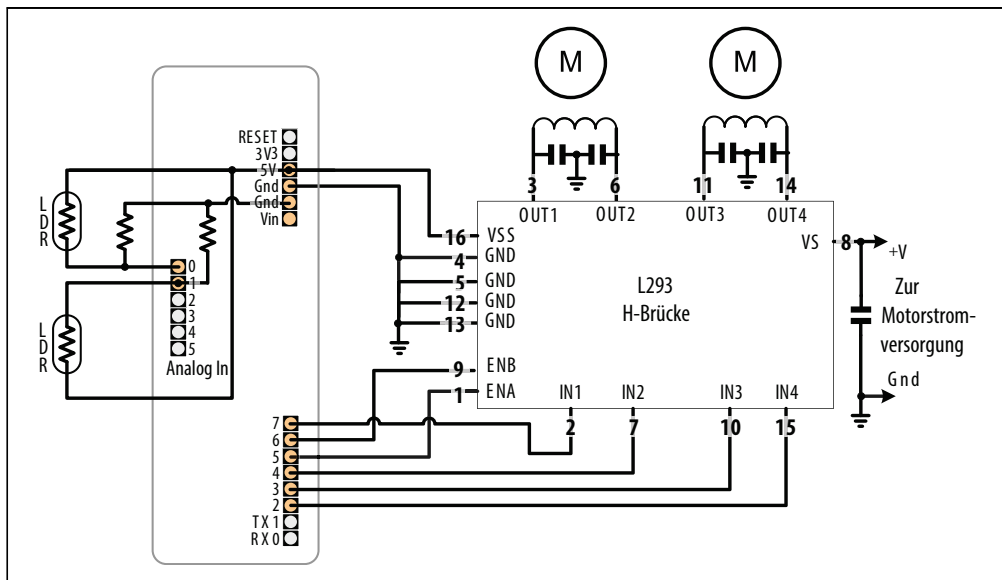 M
M
RESET
3V3
5V
Gnd
Gnd
Vin
LDR
LDR
0
1
2
3
4
5
Analog In
7
6
5
4
3
2
TX 1
RX 0
3
6
11
14
OUT1
OUT2
OUT3
OUT4
16
VSS
4
GND
5
GND
12
GND
13
GND
9
ENB
1
ENA
L293
H-Brücke
VS
8
+V
Zur
Motorstrom-
versorgung
Gnd
IN1
IN2
IN3
IN4
2
7
10
15